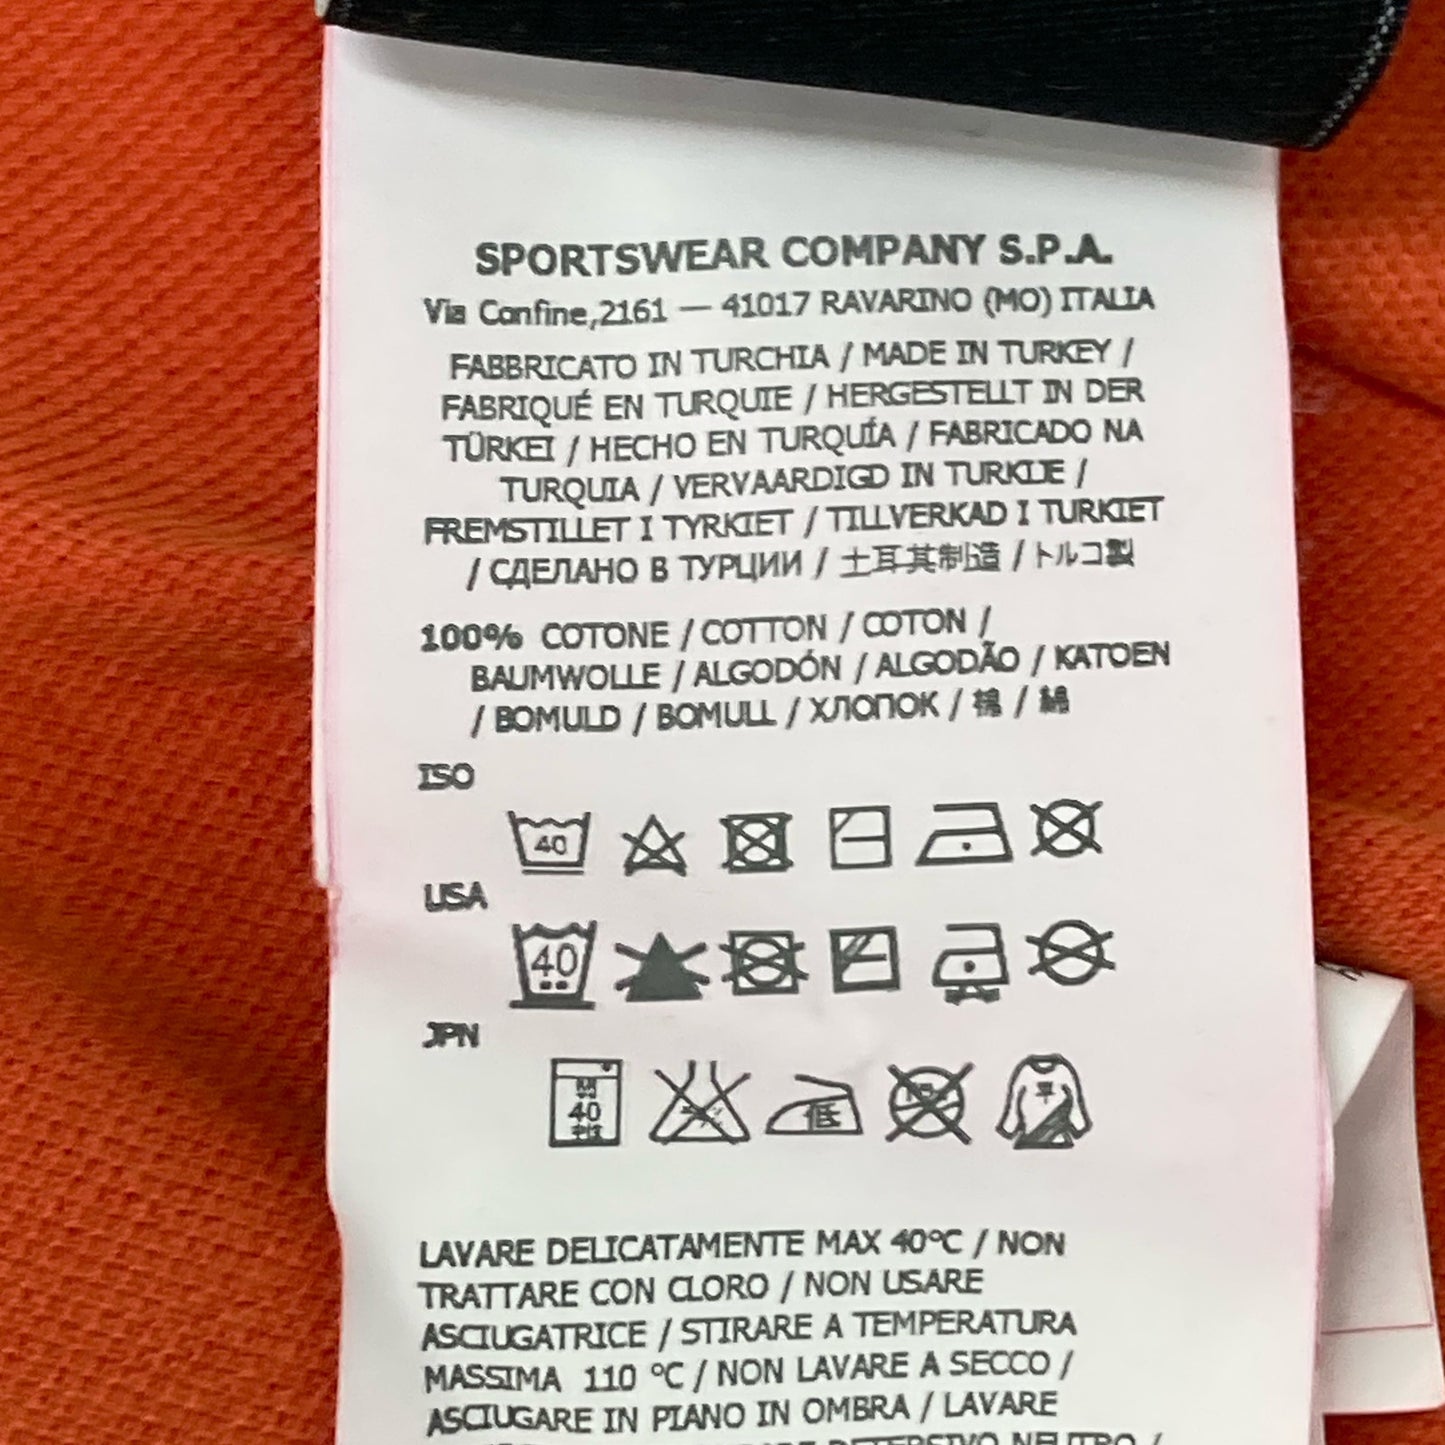 SPORTSWEAR COMPANY S.P.A.
Via Confine,2161 — 41017 RAVARINO (MO) ITALIA
FABBRICATO IN TURCHIA / MADE IN TURKEY /
FABRIQUÉ EN TURQUIE / HERGESTELLT IN DER
TÜRKEI / HECHO EN TURQUÍA / FABRICADO NA
TURQUIA / VERVAARDIGD IN TURKIJE /
FREMSTILLET I TYRKIET / TILLVERKAD I TURKIET
/ СДЕЛАНО В ТУРЦИИ / 土耳其制造 / トルコ製
100% COTONE / COTTON / COTON /
BAUMWOLLE / ALGODÓN / ALGODÃO / KATOEN
/ BOMULD / BOMULL / ХЛОПОК / 棉 / 綿
ISO
40
USA
40
JPN
40
低
平
LAVARE DELICATAMENTE MAX 40°C / NON
TRATTARE CON CLORO / NON USARE
ASCIUGATRICE / STIRARE A TEMPERATURA
MASSIMA 110 °C / NON LAVARE A SECCO /
ASCIUGARE IN PIANO IN OMBRA / LAVARE
DETERSIVO NEUTRO /